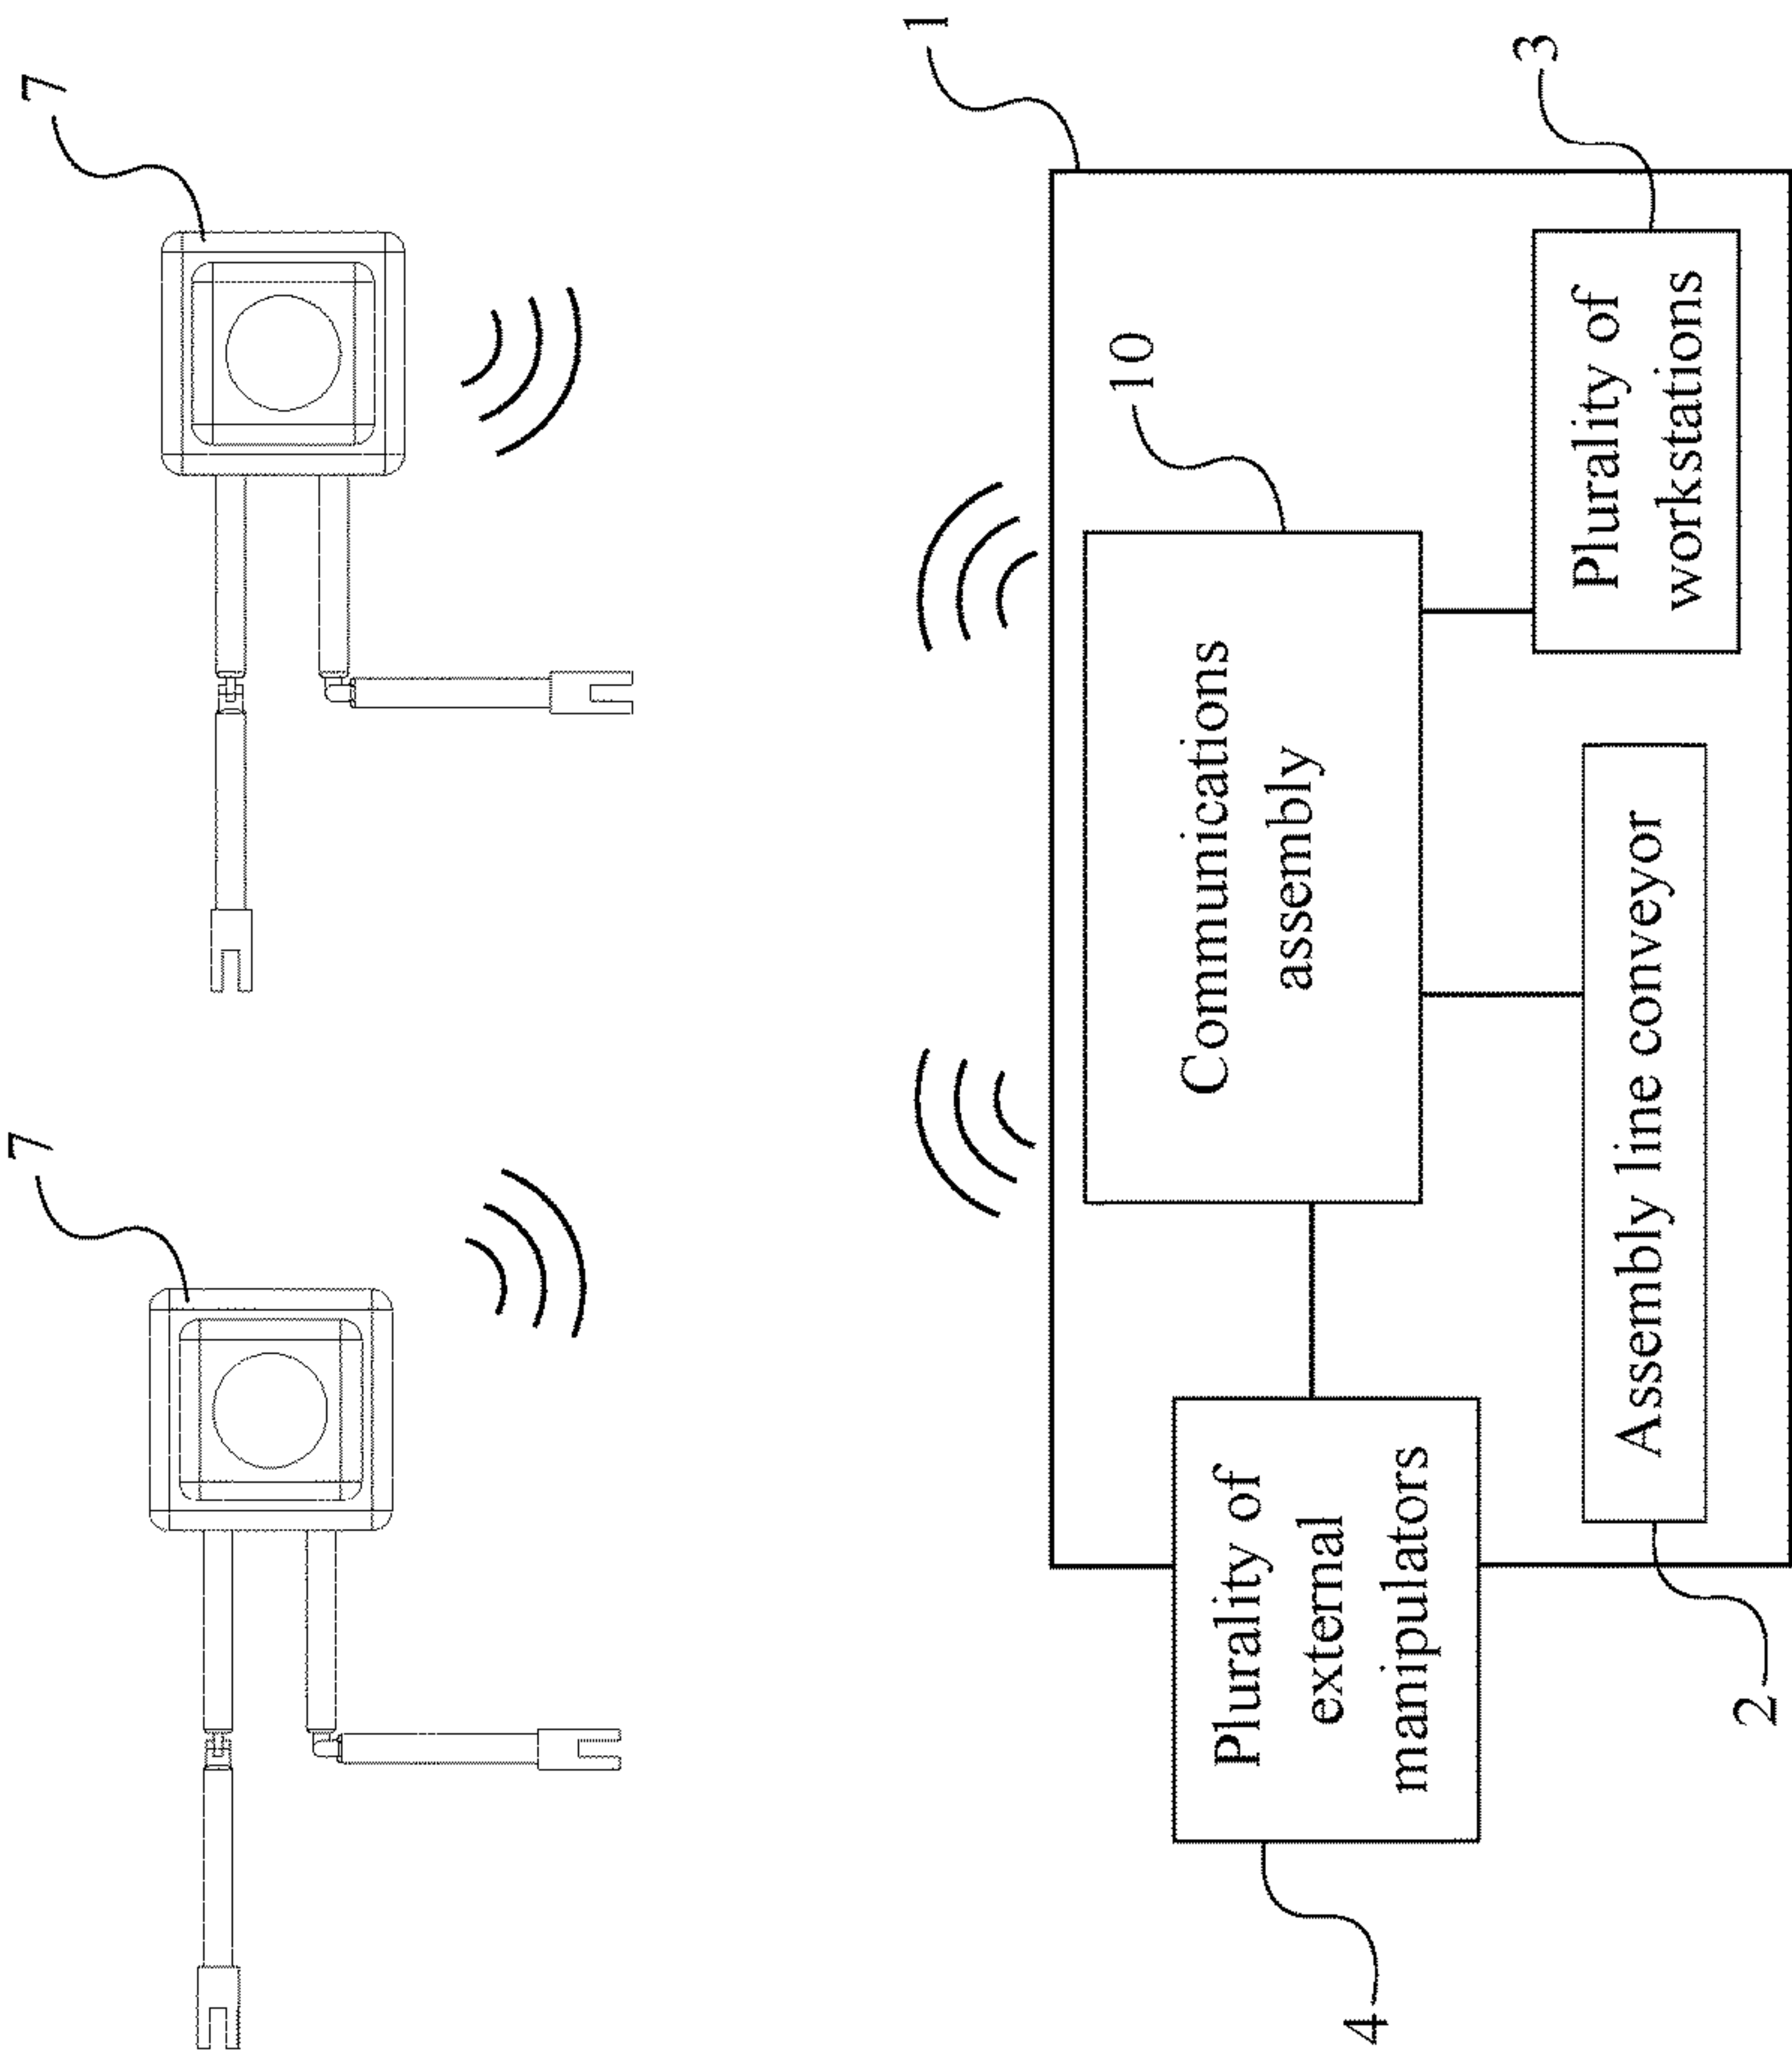 7
7
1
10
Communications
assembly
Plurality of
external
manipulators
4
3
Plurality of
workstations
Assembly line conveyor
2